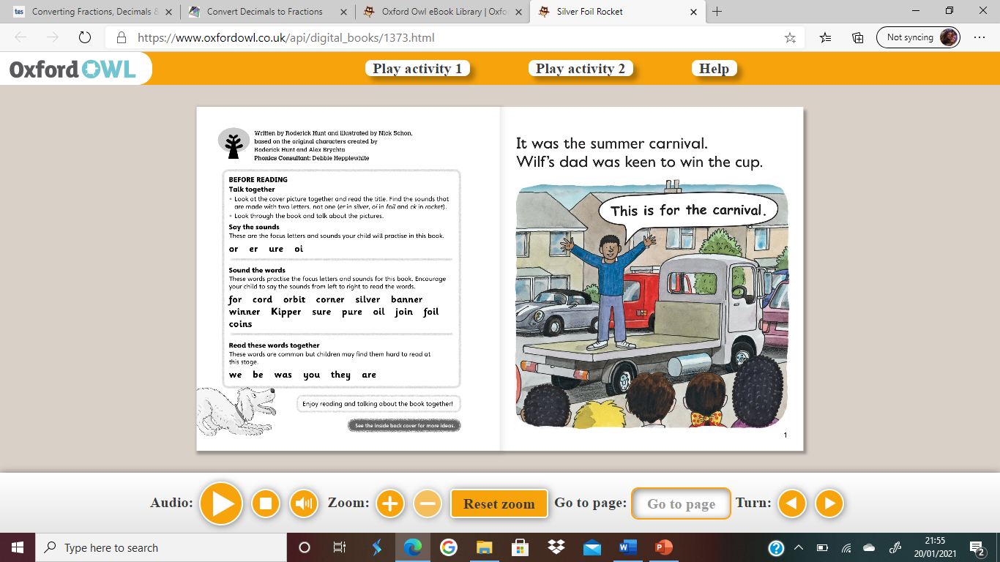 tes Converting Fractions, Decimals &
Convert Decimals to Fractions
Oxford Owl eBook Library | Oxfo
Silver Foil Rocket
https://www.oxfordowl.co.uk/api/digital_books/1373.html
Not syncing
Oxford OWL
Play activity 1
Play activity 2
Help
Written by Roderick Hunt and illustrated by Nick Schon,
based on the original characters created by
Roderick Hunt and Alex Brychta
Phonics Consultant: Debbie Hepplewhite
BEFORE READING
Talk together
• Look at the cover picture together and read the title. Find the sounds that
are made with two letters, not one (er in silver, oi in foil and ck in rocket).
• Look through the book and talk about the pictures.
Say the sounds
These are the focus letters and sounds your child will practise in this book.
or er ure oi
Sound the words
These words practise the focus letters and sounds for this book. Encourage
your child to say the sounds from left to right to read the words.
for cord orbit corner silver banner
winner Kipper sure pure oil join foil
coins
Read these words together
These words are common but children may find them hard to read at
this stage.
we be was you they are
Enjoy reading and talking about the book together!
See the inside back cover for more ideas.
It was the summer carnival.
Wilf's dad was keen to win the cup.
This is for the carnival.
1
Audio:
Zoom:
Reset zoom
Go to page:
Go to page
Turn:
Type here to search
21:55
20/01/2021
2